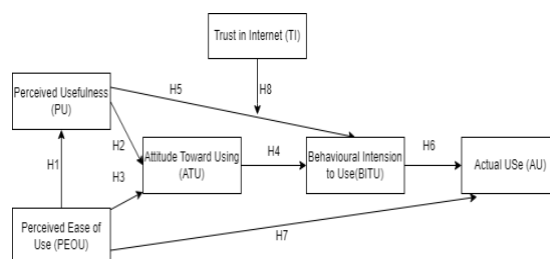 Trust in Internet (TI)
H5
H8
Perceived Usefulness
(PU)
H2
H1
H3
Attitude Toward Using
(ATU)
H4
Behavioural Intension
to Use(BITU)
H6
Actual USe (AU)
Perceived Ease of
Use (PEOU)
H7